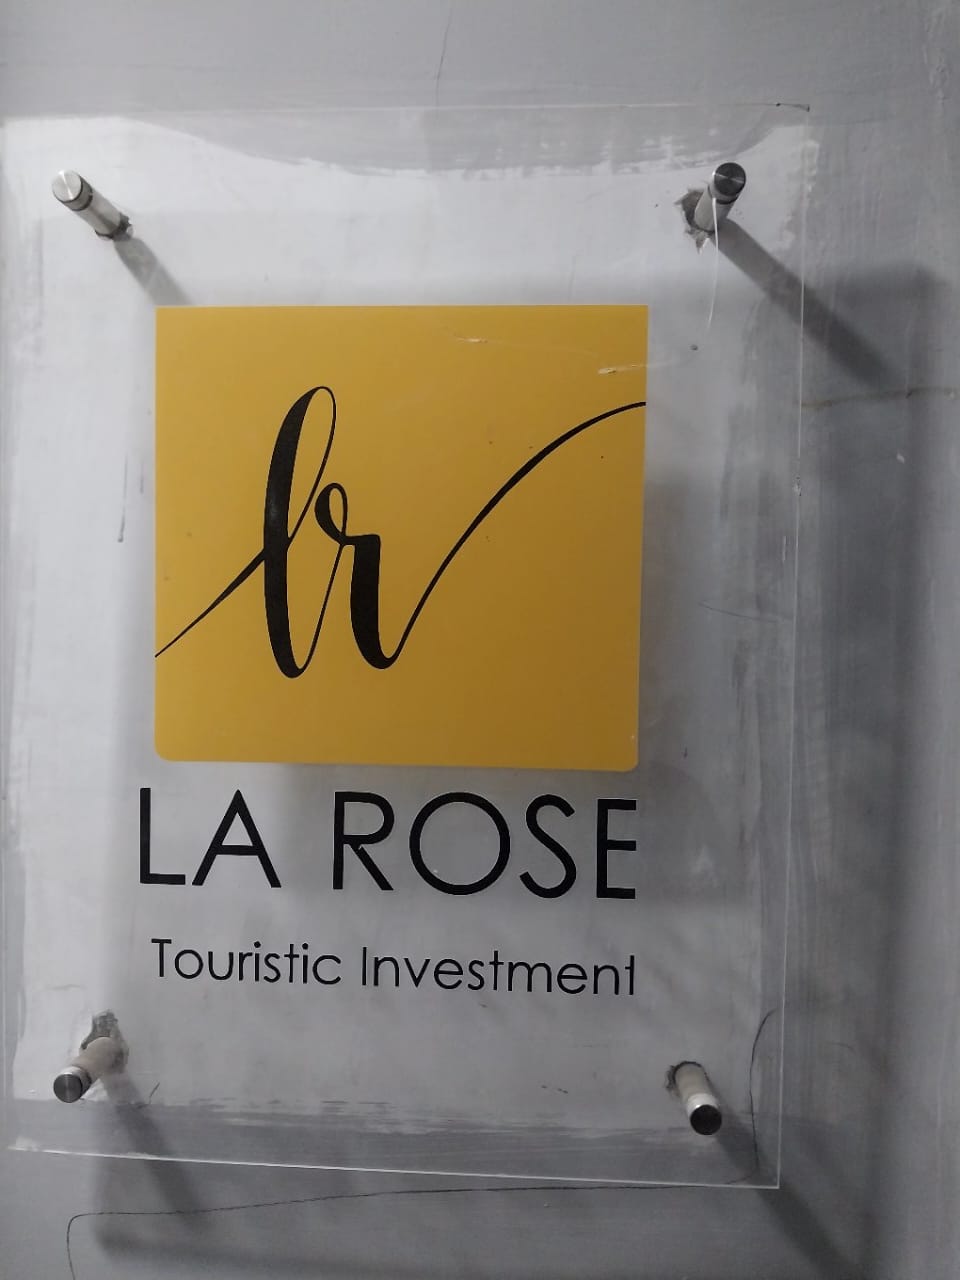 lr
LA ROSE
Touristic Investment